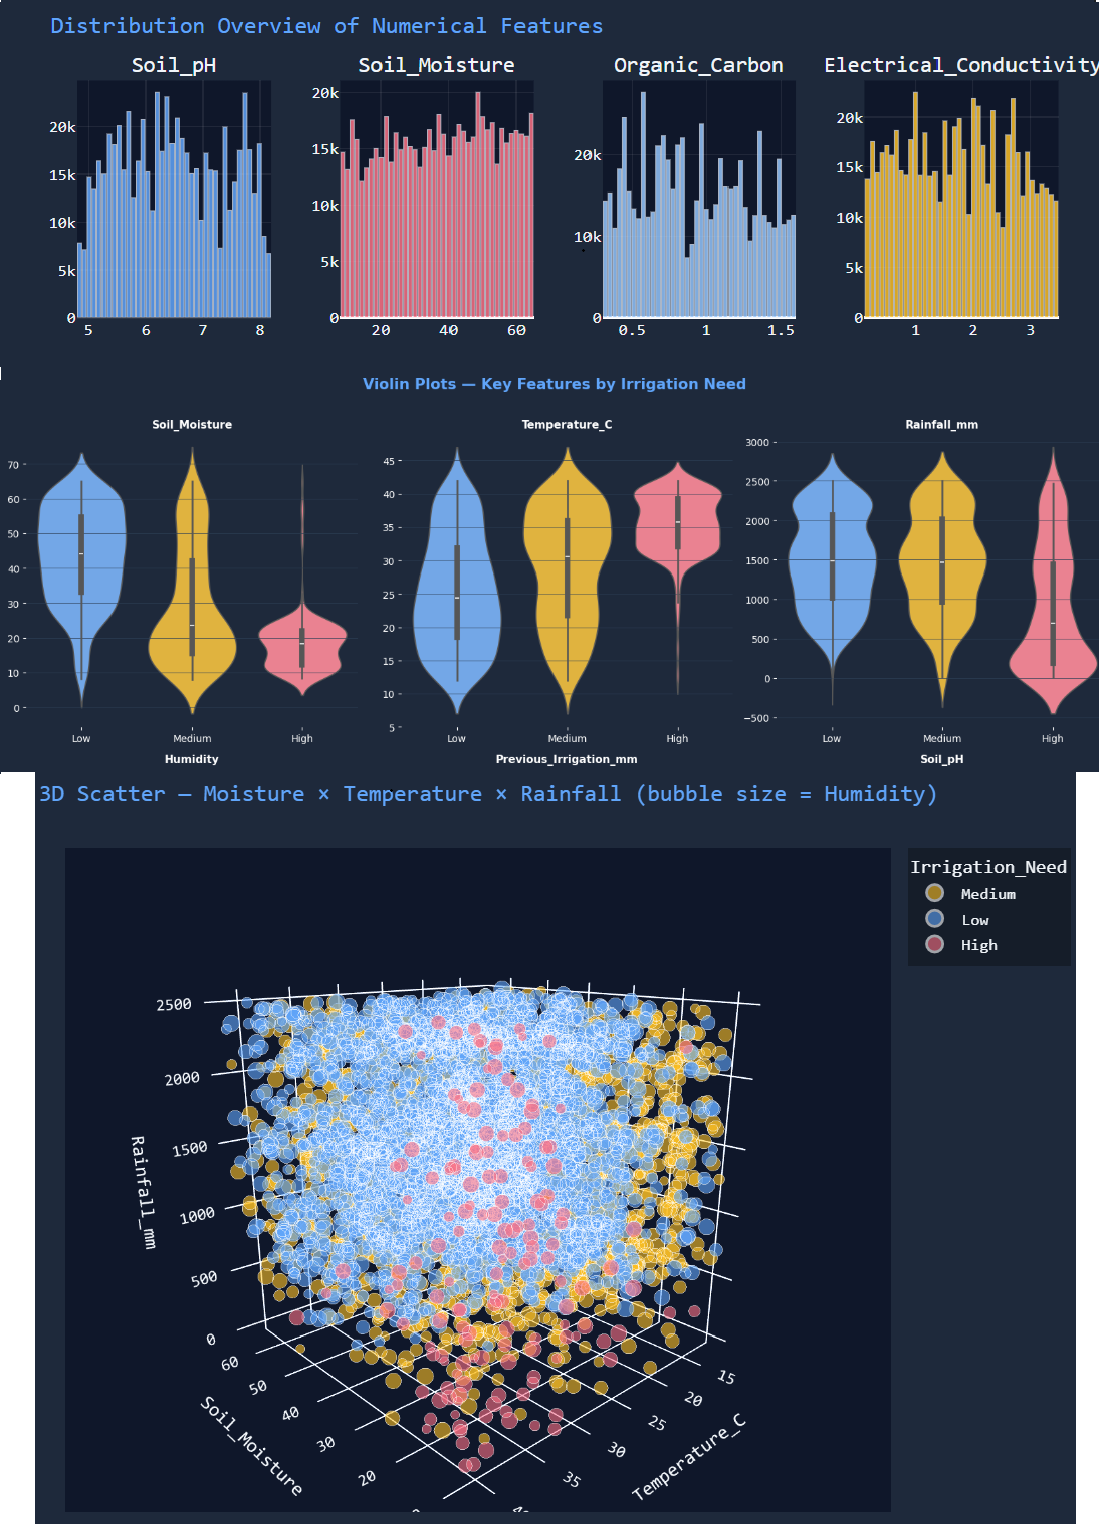 Distribution Overview of Numerical Features
Soil_pH Soil_Moisture Organic_Carbon Electrical_Conductivity
20k
15k
10k
5k
0
5 6 7 8
20k
15k
10k
5k
0
20 40 60
20k
10k
0
0.5 1 1.5
20k
15k
10k
5k
0
1 2 3
Violin Plots — Key Features by Irrigation Need
Soil_Moisture
70
60
50
40
30
20
10
0
Low Medium High
Humidity
Temperature_C
45
40
35
30
25
20
15
10
5
Low Medium High
Previous_Irrigation_mm
Rainfall_mm
3000
2500
2000
1500
1000
500
0
−500
Low Medium High
Soil_pH
3D Scatter — Moisture × Temperature × Rainfall (bubble size = Humidity)
Irrigation_Need
Medium
Low
High
2500
2000
1500
1000
500
0
Rainfall_mm
60
50
40
30
20
Soil_Moisture
15
20
25
30
35
Temperature_C